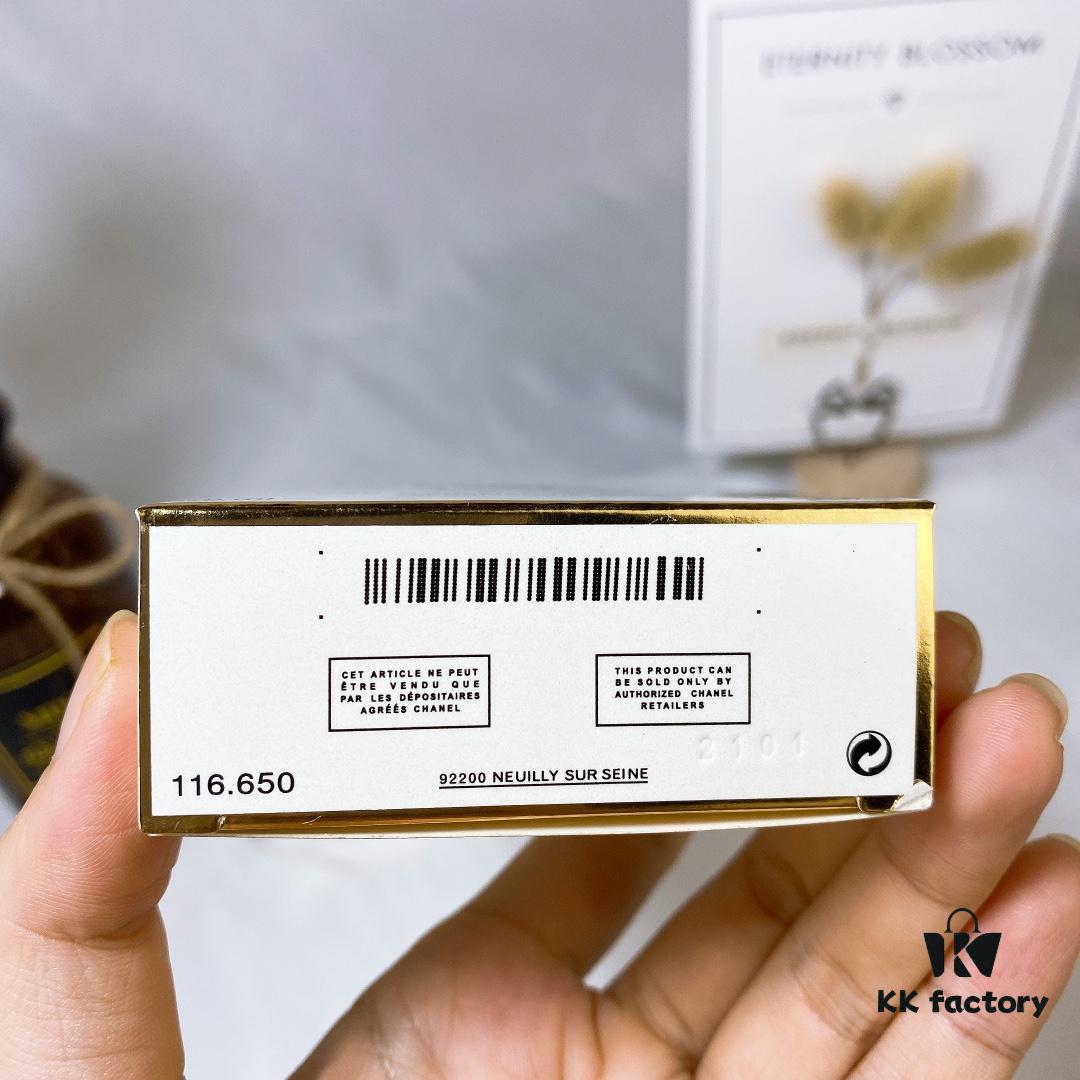 ETERNITY BLOSSOM
CET ARTICLE NE PEUT
ÊTRE VENDU QUE
PAR LES DÉPOSITAIRES
AGRÉÉS CHANEL
THIS PRODUCT CAN
BE SOLD ONLY BY
AUTHORIZED CHANEL
RETAILERS
2101
116.650
92200 NEUILLY SUR SEINE
KK factory